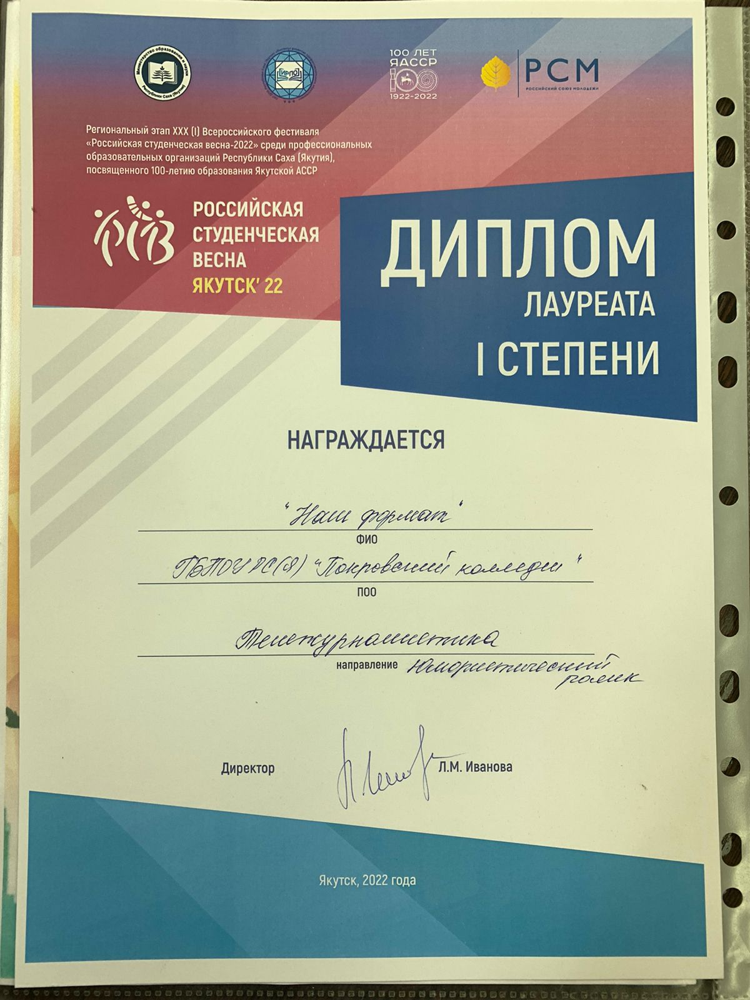 Министерство образования и науки
Республики Саха (Якутия)
ИРПО
100 ЛЕТ
ЯАССР
100
1922-2022
РСМ
РОССИЙСКИЙ СОЮЗ МОЛОДЕЖИ
Региональный этап XXX (I) Всероссийского фестиваля
«Российская студенческая весна-2022» среди профессиональных
образовательных организаций Республики Саха (Якутия),
посвященного 100-летию образования Якутской АССР
РОССИЙСКАЯ
СТУДЕНЧЕСКАЯ
ВЕСНА
ЯКУТСК' 22
ДИПЛОМ
ЛАУРЕАТА
I СТЕПЕНИ
НАГРАЖДАЕТСЯ
"Наш формат"
ФИО
ГБПОУ РС(Я) "Покровский колледж"
ПОО
Тележурналистика
направление Юмористический
ролик
Директор Л.М. Иванова
Якутск, 2022 года